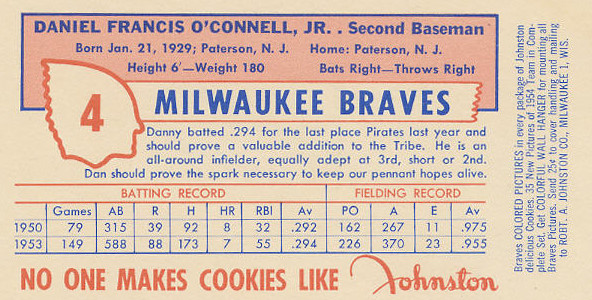 DANIEL FRANCIS O'CONNELL, JR. . Second Baseman
Born Jan. 21, 1929; Paterson, N. J. Home: Paterson, N. J.
Height 6'—Weight 180 Bats Right—Throws Right
4
MILWAUKEE BRAVES
Danny batted .294 for the last place Pirates last year and
should prove a valuable addition to the Tribe. He is an
all-around infielder, equally adept at 3rd, short or 2nd.
Dan should prove the spark necessary to keep our pennant hopes alive.
BATTING RECORD FIELDING RECORD
Games AB R H HR RBI Av PO A E Av
1950 79 315 39 92 8 32 .292 162 267 11 .975
1953 149 588 88 173 7 55 .294 226 370 23 .955
NO ONE MAKES COOKIES LIKE Johnston
Braves COLORED PICTURES in every package of Johnston
delicious Cookies. 35 New Pictures of 1954 Team in Com-
plete Set. Get COLORFUL WALL HANGER for mounting all
Braves Pictures. Send 25¢ to cover handling and mailing
to ROBT. A. JOHNSTON CO., MILWAUKEE 1, WIS.